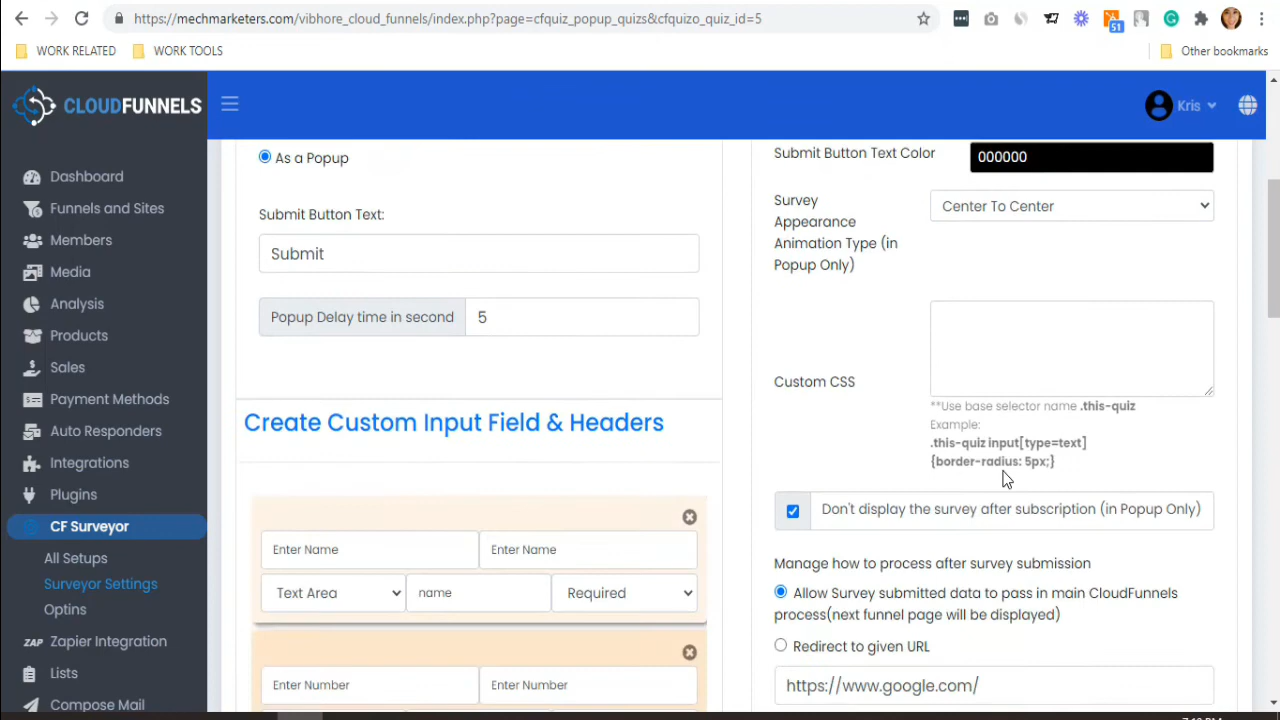 https://mechmarketers.com/vibhore_cloud_funnels/index.php?page=cfquiz_popup_quizs&cfquizo_quiz_id=5
51
WORK RELATED
WORK TOOLS
Other bookmarks
CLOUDFUNNELS
Kris
Dashboard
Funnels and Sites
Members
Media
Analysis
Products
Sales
Payment Methods
Auto Responders
Integrations
Plugins
CF Surveyor
All Setups
Surveyor Settings
Optins
ZAP Zapier Integration
Lists
Compose Mail
As a Popup
Submit Button Text:
Submit
Popup Delay time in second
5
Create Custom Input Field & Headers
Enter Name
Enter Name
Text Area
name
Required
Enter Number
Enter Number
Submit Button Text Color
000000
Survey
Appearance
Animation Type (in
Popup Only)
Center To Center
Custom CSS
**Use base selector name .this-quiz
Example:
.this-quiz input[type=text]
{border-radius: 5px;}
Don't display the survey after subscription (in Popup Only)
Manage how to process after survey submission
Allow Survey submitted data to pass in main CloudFunnels
process(next funnel page will be displayed)
Redirect to given URL
https://www.google.com/